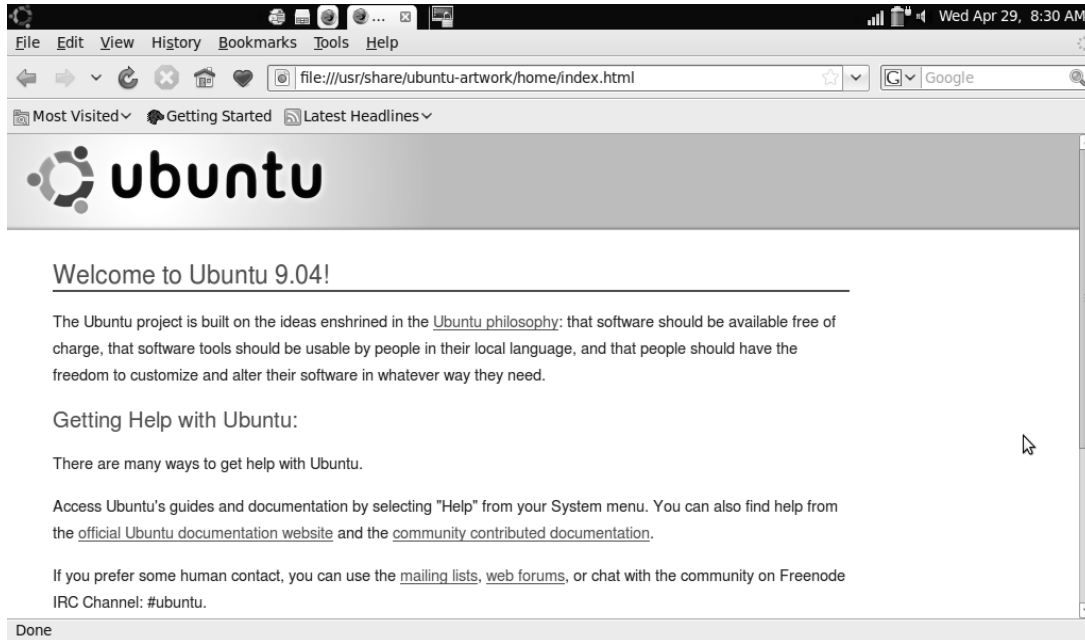 ... Wed Apr 29, 8:30 AM
File Edit View History Bookmarks Tools Help
file:///usr/share/ubuntu-artwork/home/index.html G Google
Most Visited Getting Started Latest Headlines
ubuntu
Welcome to Ubuntu 9.04!
The Ubuntu project is built on the ideas enshrined in the Ubuntu philosophy: that software should be available free of
charge, that software tools should be usable by people in their local language, and that people should have the
freedom to customize and alter their software in whatever way they need.
Getting Help with Ubuntu:
There are many ways to get help with Ubuntu.
Access Ubuntu's guides and documentation by selecting "Help" from your System menu. You can also find help from
the official Ubuntu documentation website and the community contributed documentation.
If you prefer some human contact, you can use the mailing lists, web forums, or chat with the community on Freenode
IRC Channel: #ubuntu.
Done